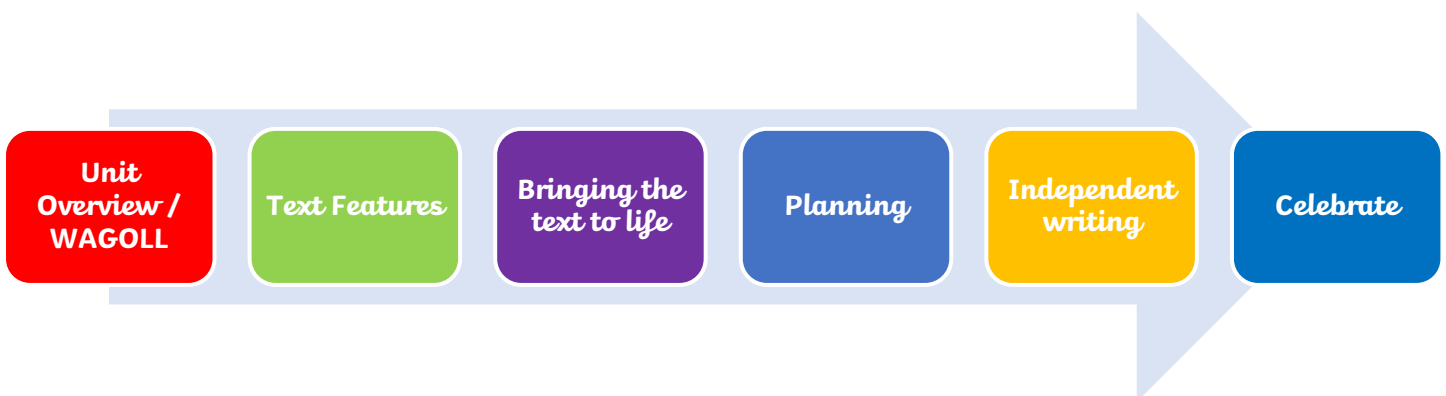 Unit
Overview /
WAGOLL
Text Features
Bringing the
text to life
Planning
Independent
writing
Celebrate